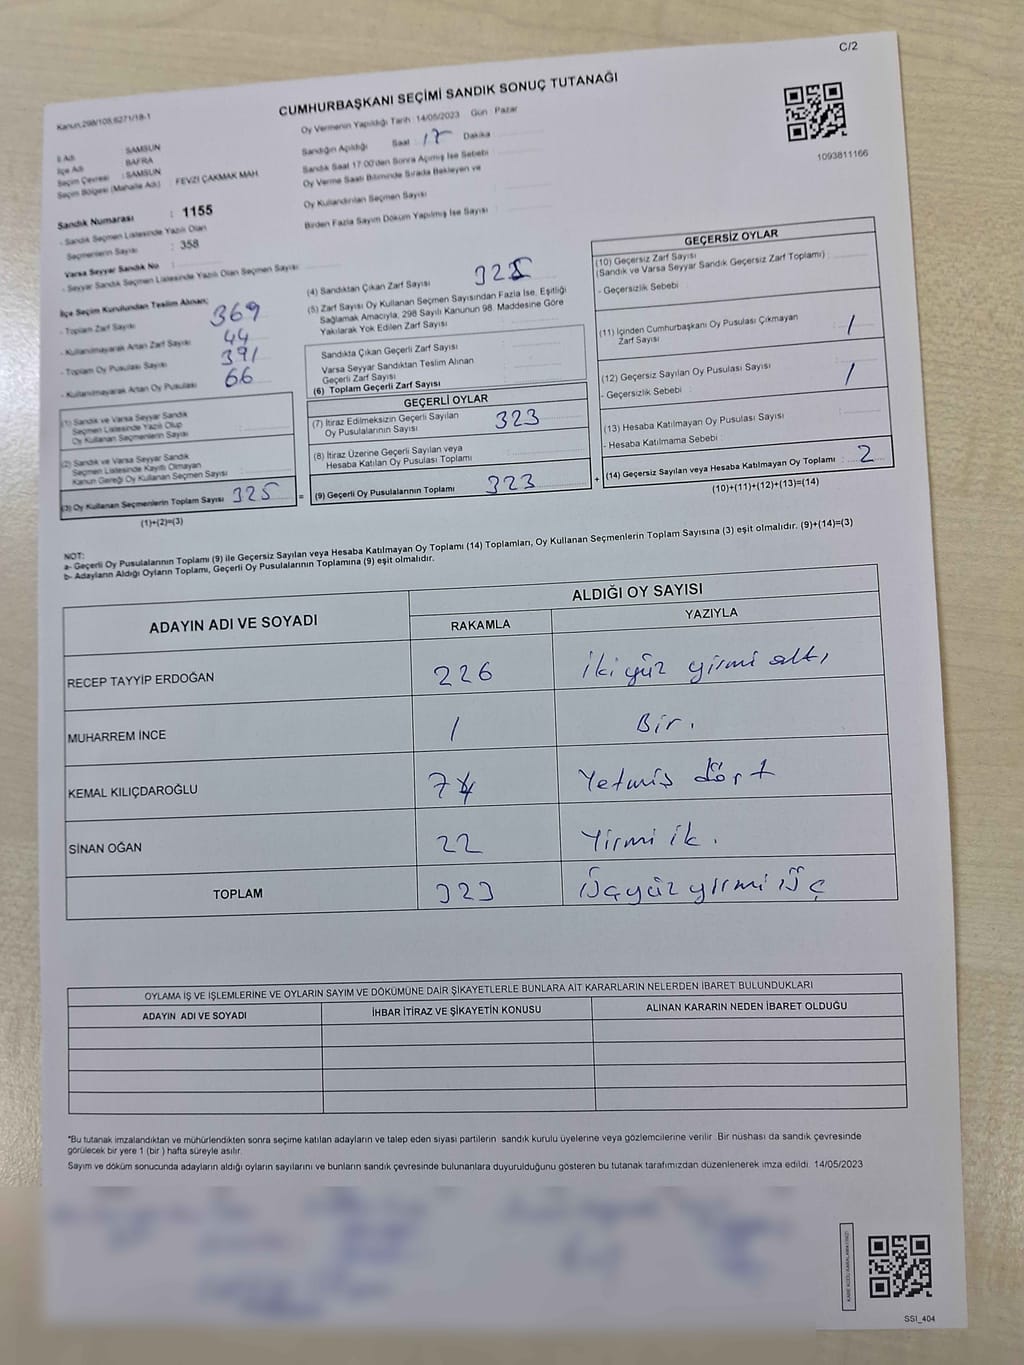 C/2
Kanun:298/105,6271/18-1
CUMHURBAŞKANI SEÇİMİ SANDIK SONUÇ TUTANAĞI
1093811166
İl Adı : SAMSUN
İlçe Adı : BAFRA
Seçim Çevresi : SAMSUN
Seçim Bölgesi (Mahalle Adı) : FEVZİ ÇAKMAK MAH
Sandık Numarası : 1155
- Sandık Seçmen Listesinde Yazılı Olan
Seçmenlerin Sayısı : 358
Varsa Seyyar Sandık No :
- Seyyar Sandık Seçmen Listesinde Yazılı Olan Seçmen Sayısı
İlçe Seçim Kurulundan Teslim Alınan;
- Toplam Zarf Sayısı 369
- Kullanılmayarak Artan Zarf Sayısı 44
- Toplam Oy Pusulası Sayısı 391
- Kullanılmayarak Artan Oy Pusulası 66
(1) Sandık ve Varsa Seyyar Sandık
Seçmen Listesinde Yazılı Olup
Oy Kullanan Seçmenlerin Sayısı
(2) Sandık ve Varsa Seyyar Sandık
Seçmen Listesinde Kayıtlı Olmayan
Kanun Gereği Oy Kullanan Seçmen Sayısı :
(3) Oy Kullanan Seçmenlerin Toplam Sayısı 325
(1)+(2)=(3)
Oy Vermenin Yapıldığı Tarih : 14/05/2023 Gün : Pazar
Sandığın Açıldığı Saat : 17 Dakika
Sandık Saat 17:00'den Sonra Açılmış İse Sebebi :
Oy Verme Saati Bitiminde Sırada Bekleyen ve
Oy Kullandırılan Seçmen Sayısı
Birden Fazla Sayım Döküm Yapılmış İse Sayısı
(4) Sandıktan Çıkan Zarf Sayısı 325
(5) Zarf Sayısı Oy Kullanan Seçmen Sayısından Fazla İse, Eşitliği
Sağlamak Amacıyla, 298 Sayılı Kanunun 98. Maddesine Göre
Yakılarak Yok Edilen Zarf Sayısı
Sandıkta Çıkan Geçerli Zarf Sayısı
Varsa Seyyar Sandıktan Teslim Alınan
Geçerli Zarf Sayısı
(6) Toplam Geçerli Zarf Sayısı
GEÇERLİ OYLAR
(7) İtiraz Edilmeksizin Geçerli Sayılan
Oy Pusulalarının Sayısı 323
(8) İtiraz Üzerine Geçerli Sayılan veya
Hesaba Katılan Oy Pusulası Toplamı
= (9) Geçerli Oy Pusulalarının Toplamı 323
GEÇERSİZ OYLAR
(10) Geçersiz Zarf Sayısı
(Sandık ve Varsa Seyyar Sandık Geçersiz Zarf Toplamı) :
- Geçersizlik Sebebi
(11) İçinden Cumhurbaşkanı Oy Pusulası Çıkmayan
Zarf Sayısı 1
(12) Geçersiz Sayılan Oy Pusulası Sayısı 1
- Geçersizlik Sebebi
(13) Hesaba Katılmayan Oy Pusulası Sayısı
- Hesaba Katılmama Sebebi
+ (14) Geçersiz Sayılan veya Hesaba Katılmayan Oy Toplamı : 2
(10)+(11)+(12)+(13)=(14)
NOT:
a- Geçerli Oy Pusulalarının Toplamı (9) ile Geçersiz Sayılan veya Hesaba Katılmayan Oy Toplamı (14) Toplamları, Oy Kullanan Seçmenlerin Toplam Sayısına (3) eşit olmalıdır. (9)+(14)=(3)
b- Adayların Aldığı Oyların Toplamı, Geçerli Oy Pusulalarının Toplamına (9) eşit olmalıdır.
ADAYIN ADI VE SOYADI
ALDIĞI OY SAYISI
RAKAMLA YAZIYLA
RECEP TAYYİP ERDOĞAN 226 iki yüz yirmi altı
MUHARREM İNCE 1 Bir.
KEMAL KILIÇDAROĞLU 74 Yetmiş dört
SİNAN OĞAN 22 Yirmi ik.
TOPLAM 323 Üçyüz yirmi Üç
OYLAMA İŞ VE İŞLEMLERİNE VE OYLARIN SAYIM VE DÖKÜMÜNE DAİR ŞİKAYETLERLE BUNLARA AİT KARARLARIN NELERDEN İBARET BULUNDUKLARI
ADAYIN ADI VE SOYADI İHBAR İTİRAZ VE ŞİKAYETİN KONUSU ALINAN KARARIN NEDEN İBARET OLDUĞU
*Bu tutanak imzalandıktan ve mühürlendikten sonra seçime katılan adayların ve talep eden siyasi partilerin sandık kurulu üyelerine veya gözlemcilerine verilir. Bir nüshası da sandık çevresinde
görülecek bir yere 1 (bir ) hafta süreyle asılır.
Sayım ve döküm sonucunda adayların aldığı oyların sayılarını ve bunların sandık çevresinde bulunanlara duyurulduğunu gösteren bu tutanak tarafımızdan düzenlenerek imza edildi. 14/05/2023
SSI_404